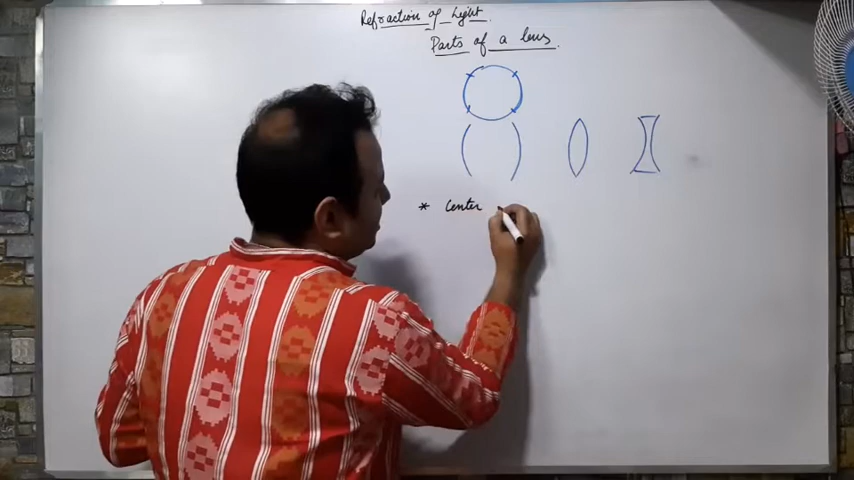 Refraction of Light
Parts of a lens.
* Center